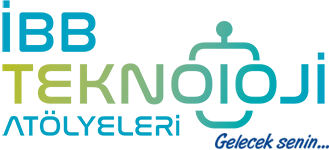 İBB
TEKNOLOJİ
ATÖLYELERİ
Gelecek senin...